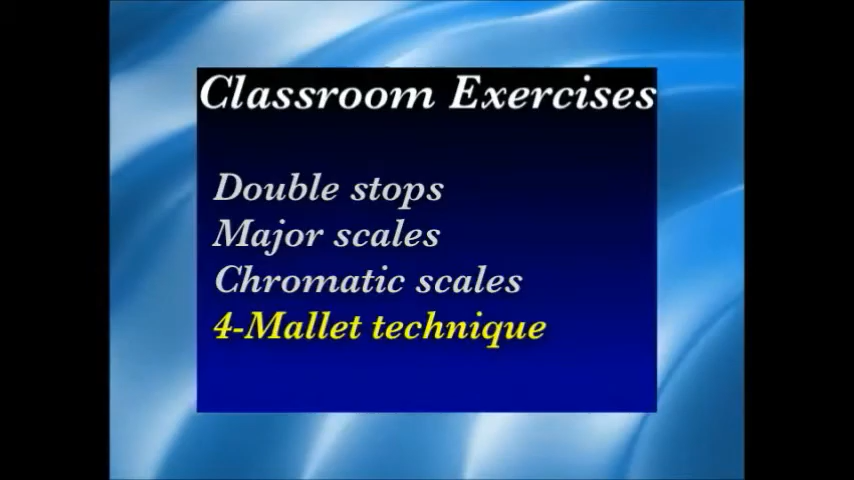 Classroom Exercises
Double stops
Major scales
Chromatic scales
4-Mallet technique